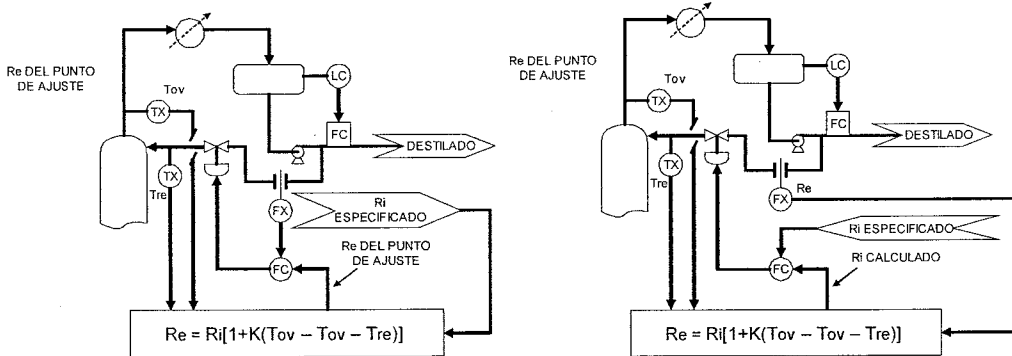 Re DEL PUNTO
DE AJUSTE
Tov
TX
LC
FC
DESTILADO
TX
Tre
FX
Ri
ESPECIFICADO
FC
Re DEL PUNTO
DE AJUSTE
Re = Ri[1+K(Tov – Tov – Tre)]
Re DEL PUNTO
DE AJUSTE
Tov
TX
LC
FC
DESTILADO
TX
Tre
Re
FX
Ri ESPECIFICADO
FC
Ri CALCULADO
Re = Ri[1+K(Tov – Tov – Tre)]